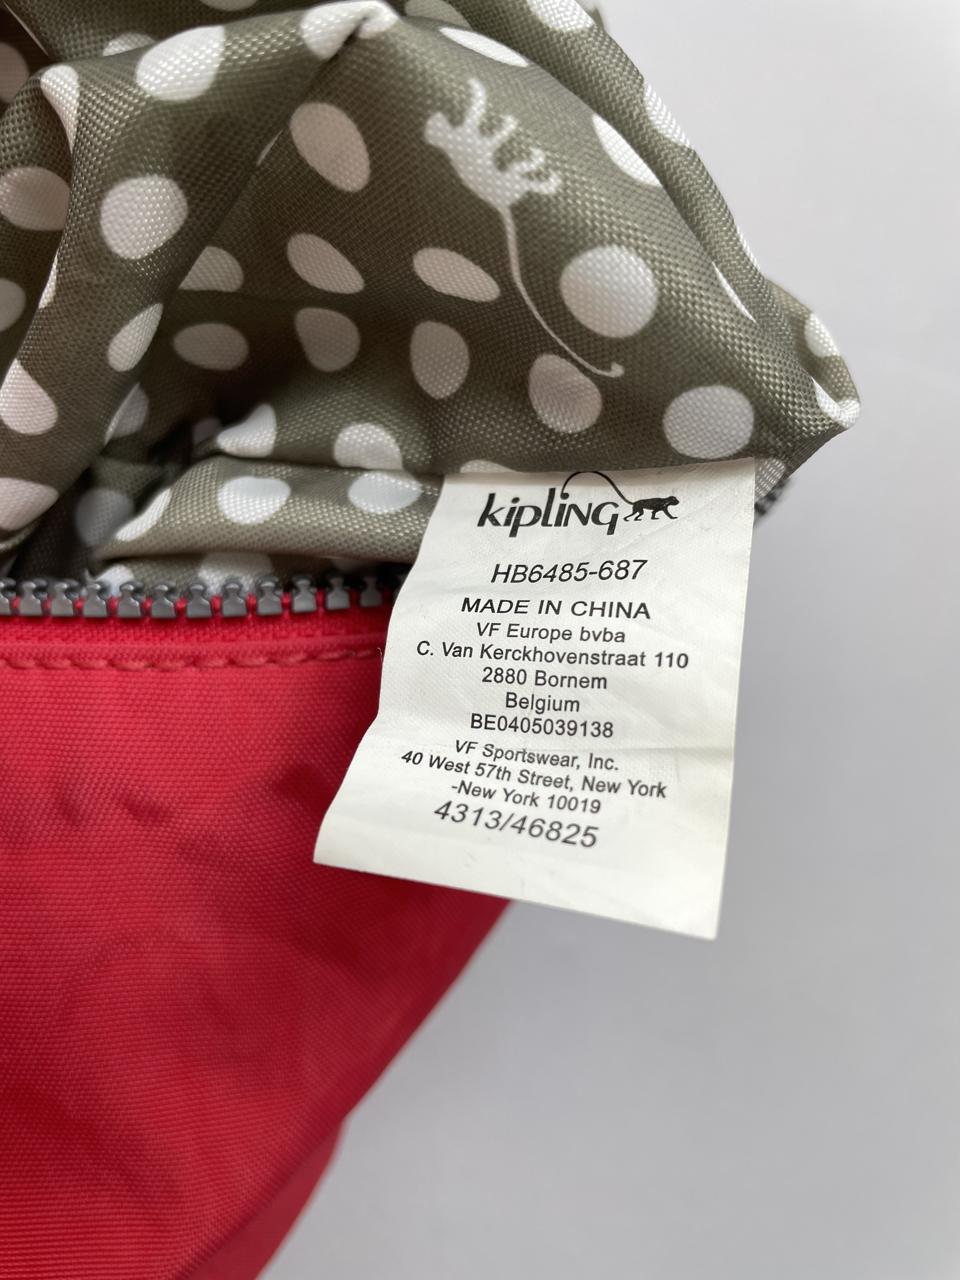 kipling
HB6485-687
MADE IN CHINA
VF Europe bvba
C. Van Kerckhovenstraat 110
2880 Bornem
Belgium
BE0405039138
VF Sportswear, Inc.
40 West 57th Street, New York
-New York 10019
4313/46825